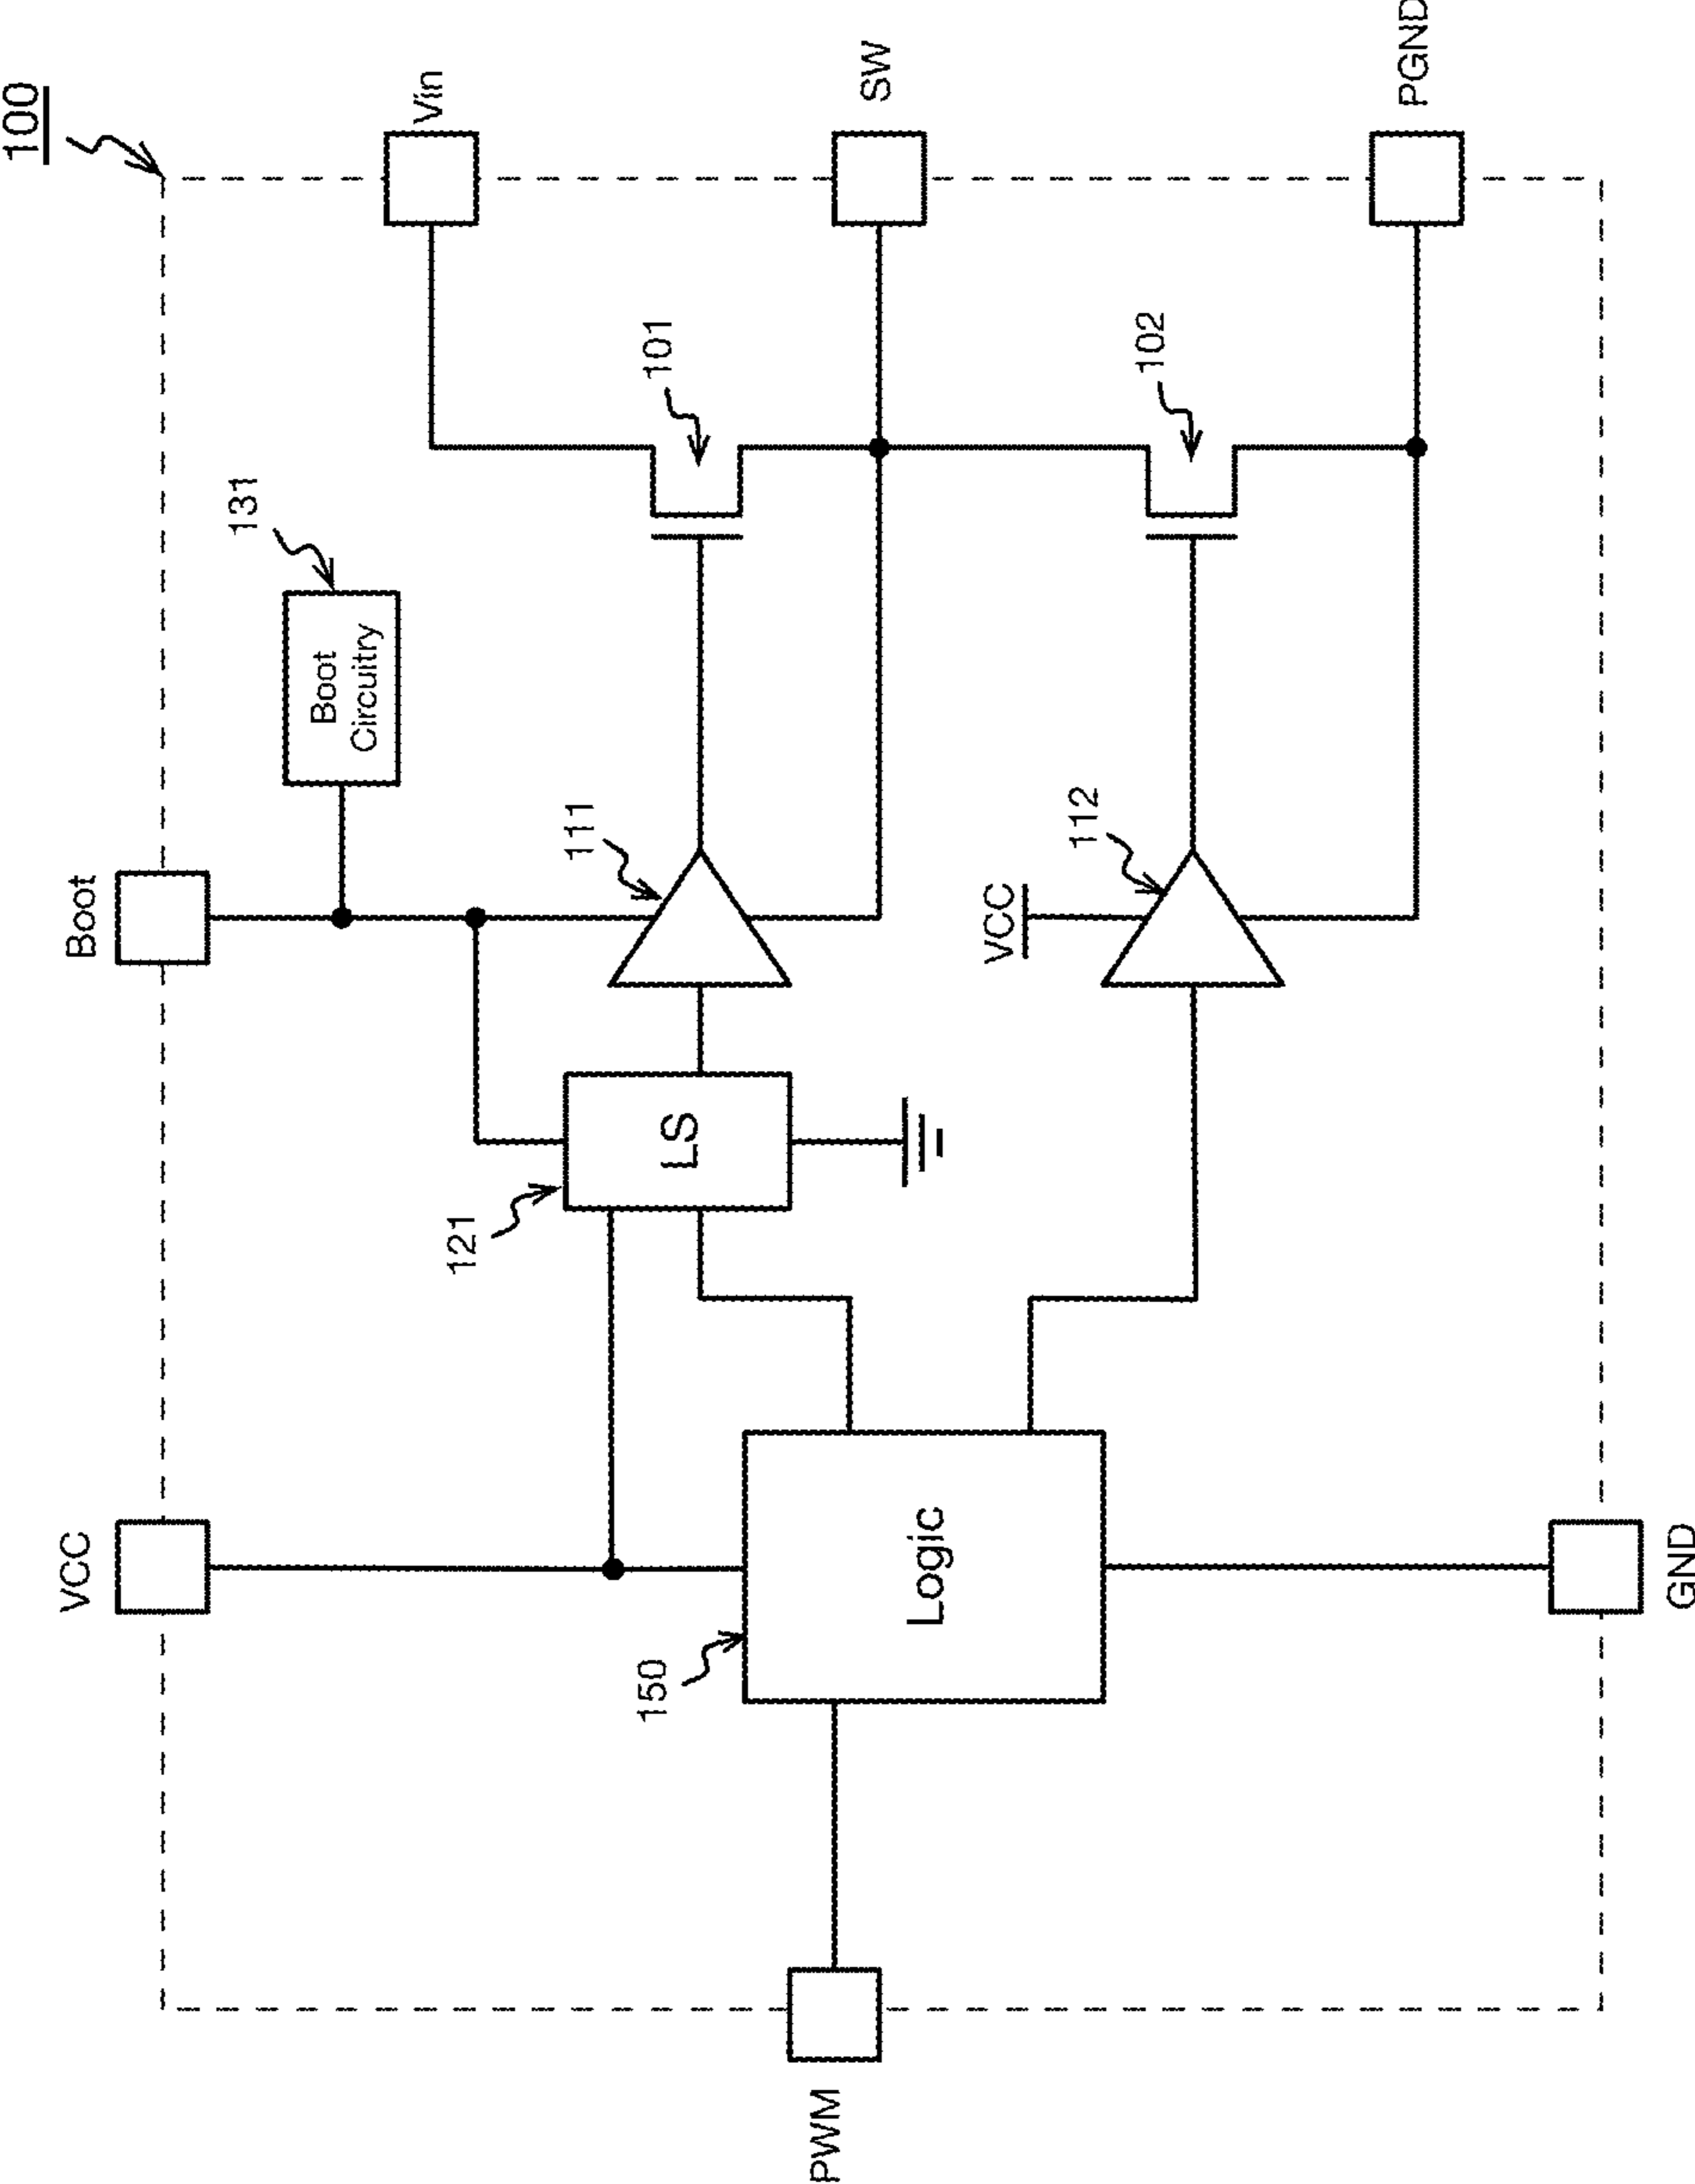 100
VCC
Boot
131
Boot
Circuitry
Vin
121
LS
111
101
SW
150
Logic
PWM
VCC
112
102
PGND
GND